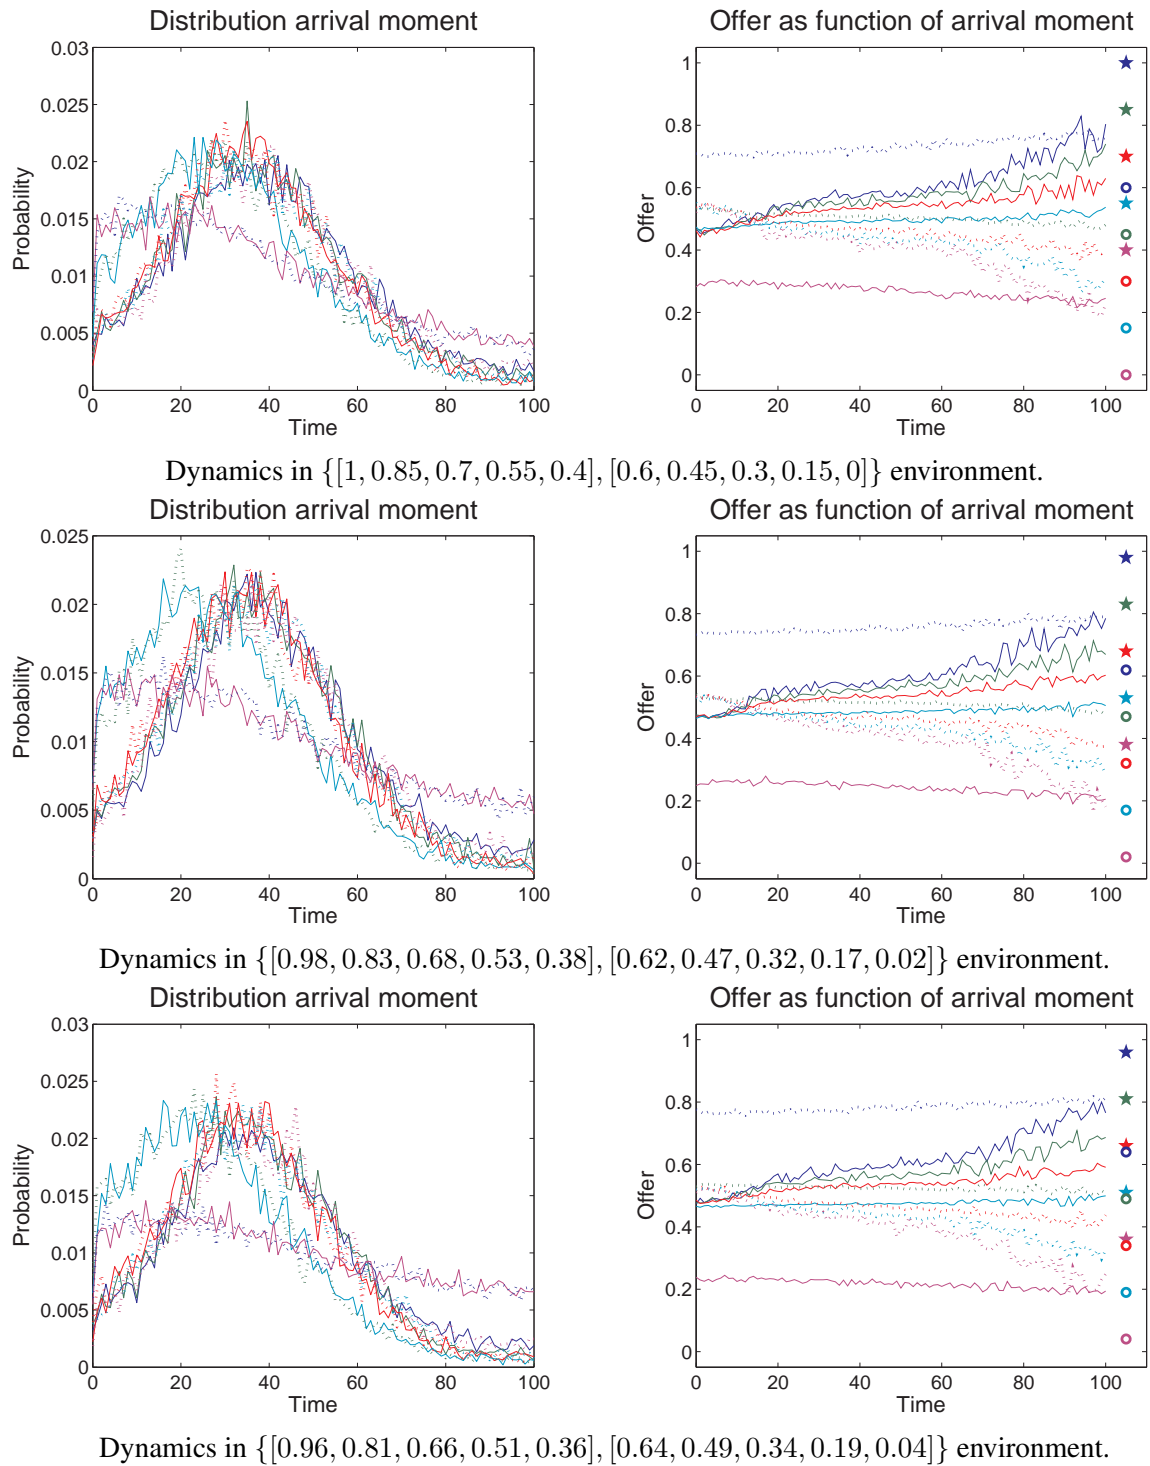 Distribution arrival moment
Offer as function of arrival moment
0.03
0.025
0.02
0.015
0.01
0.005
0
Probability
0 20 40 60 80 100
Time
1
0.8
0.6
0.4
0.2
0
Offer
0 20 40 60 80 100
Time
Dynamics in {[1, 0.85, 0.7, 0.55, 0.4], [0.6, 0.45, 0.3, 0.15, 0]} environment.
Distribution arrival moment
Offer as function of arrival moment
0.025
0.02
0.015
0.01
0.005
0
Probability
0 20 40 60 80 100
Time
1
0.8
0.6
0.4
0.2
0
Offer
0 20 40 60 80 100
Time
Dynamics in {[0.98, 0.83, 0.68, 0.53, 0.38], [0.62, 0.47, 0.32, 0.17, 0.02]} environment.
Distribution arrival moment
Offer as function of arrival moment
0.03
0.025
0.02
0.015
0.01
0.005
0
Probability
0 20 40 60 80 100
Time
1
0.8
0.6
0.4
0.2
0
Offer
0 20 40 60 80 100
Time
Dynamics in {[0.96, 0.81, 0.66, 0.51, 0.36], [0.64, 0.49, 0.34, 0.19, 0.04]} environment.